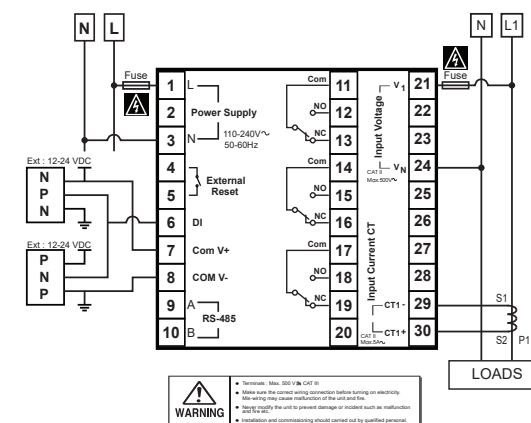 N L
N L1
Fuse
Fuse
1 L
2 Power Supply
3 N 110-240V~
50-60Hz
4 External
5 Reset
6 DI
7 Com V+
8 COM V-
9 A
RS-485
10 B
Ext : 12-24 VDC
N
P
N
Ext : 12-24 VDC
P
N
P
Com 11
NO 12
NC 13
Com 14
NO 15
NC 16
Com 17
NO 18
NC 19
20
Input Voltage
V1 21
22
23
VN 24
CAT II
Max.500V~
25
26
27
28
Input Current CT
CT1 - 29
CT1+ 30
CAT II
Max.5A~
S1
S2 P1
LOADS
WARNING
Terminals : Max. 500 V CAT III
Make sure the correct wiring connection before turning on electricity.
Mis-wiring may cause malfunction of the unit and fire.
Never modify the unit to prevent damage or incident such as malfunction
and fire etc.
Installation and commissioning should carried out by qualified personal.